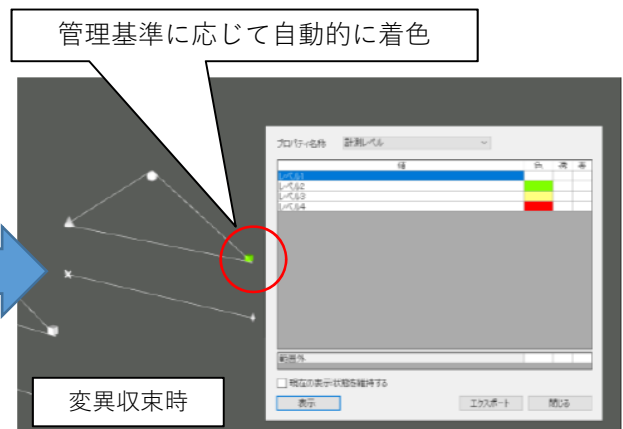 管理基準に応じて自動的に着色
プロパティ名称 計測レベル
値 色 濃 巻
レベル1
レベル2
レベル3
レベル4
範囲外
現在の表示状態を維持する
表示 エクスポート 閉じる
変異収束時